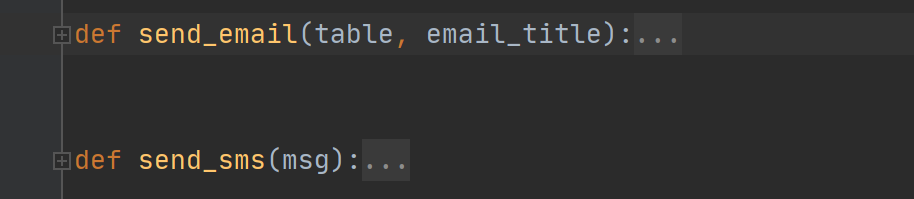 def send_email(table, email_title):...
def send_sms(msg):...